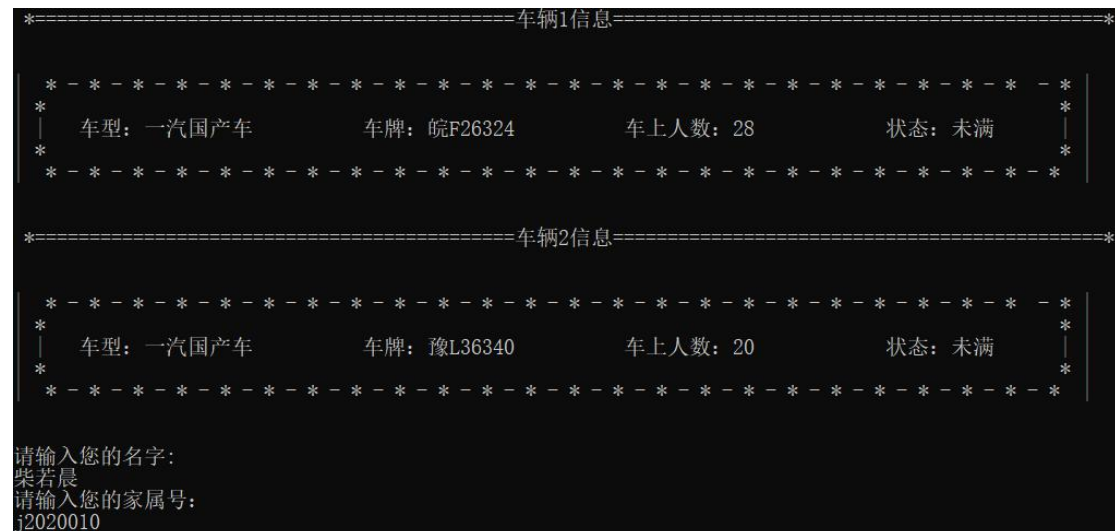 *============================================车辆1信息=============================================*
* - * - * - * - * - * - * - * - * - * - * - * - * - * - * - * - * - * - * - * - * - * - *  - *
* *
| 车型：一汽国产车 车牌：皖F26324 车上人数：28 状态：未满 |
* *
* - * - * - * - * - * - * - * - * - * - * - * - * - * - * - * - * - * - * - * - * - * - * - *
*============================================车辆2信息=============================================*
* - * - * - * - * - * - * - * - * - * - * - * - * - * - * - * - * - * - * - * - * - * - *  - *
* *
| 车型：一汽国产车 车牌：豫L36340 车上人数：20 状态：未满 |
* *
* - * - * - * - * - * - * - * - * - * - * - * - * - * - * - * - * - * - * - * - * - * - * - *
请输入您的名字:
柴若晨
请输入您的家属号：
j2020010